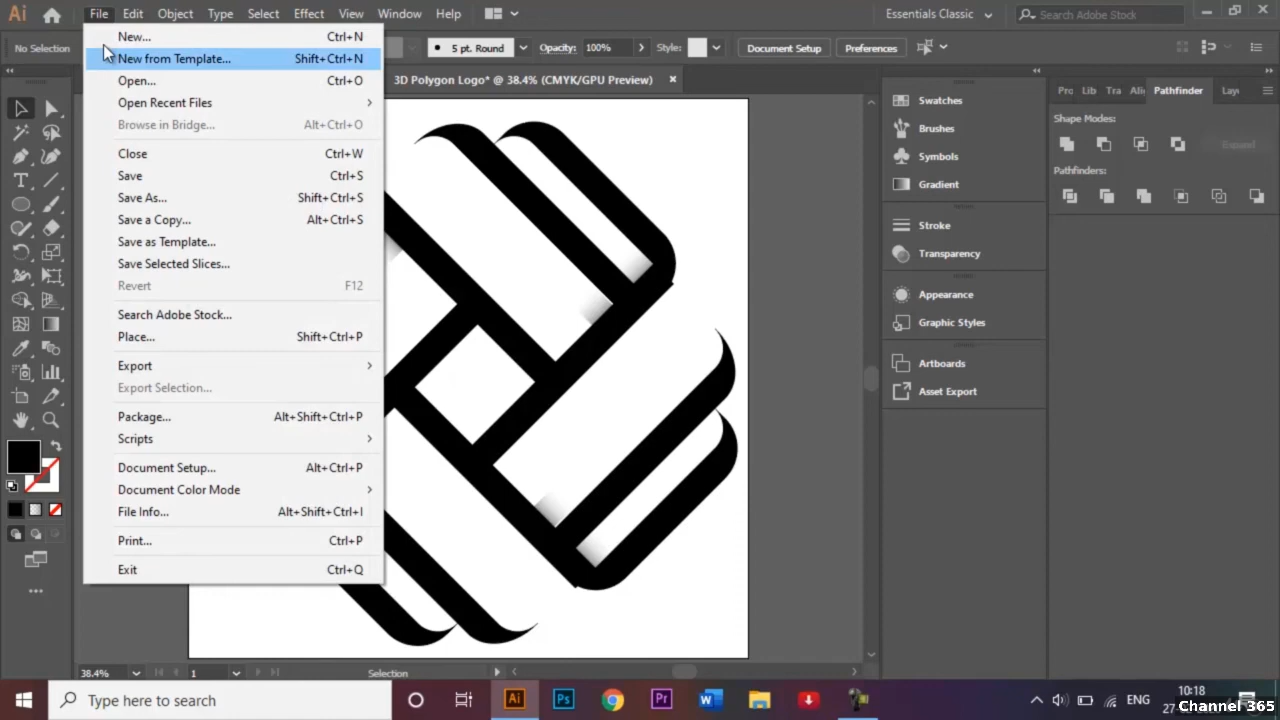 Ai File Edit Object Type Select Effect View Window Help Essentials Classic Search Adobe Stock
No Selection 5 pt. Round Opacity: 100% Style: Document Setup Preferences
New... Ctrl+N
New from Template... Shift+Ctrl+N
Open... Ctrl+O
Open Recent Files
Browse in Bridge... Alt+Ctrl+O
Close Ctrl+W
Save Ctrl+S
Save As... Shift+Ctrl+S
Save a Copy... Alt+Ctrl+S
Save as Template...
Save Selected Slices...
Revert F12
Search Adobe Stock...
Place... Shift+Ctrl+P
Export
Export Selection...
Package... Alt+Shift+Ctrl+P
Scripts
Document Setup... Alt+Ctrl+P
Document Color Mode
File Info... Alt+Shift+Ctrl+I
Print... Ctrl+P
Exit Ctrl+Q
3D Polygon Logo* @ 38.4% (CMYK/GPU Preview)
Swatches
Brushes
Symbols
Gradient
Stroke
Transparency
Appearance
Graphic Styles
Artboards
Asset Export
Pro Lib Tra Ali Pathfinder Lay
Shape Modes:
Expand
Pathfinders:
38.4% 1 Selection
Type here to search Ai Ps Pr ENG 10:18
27
Channel 365